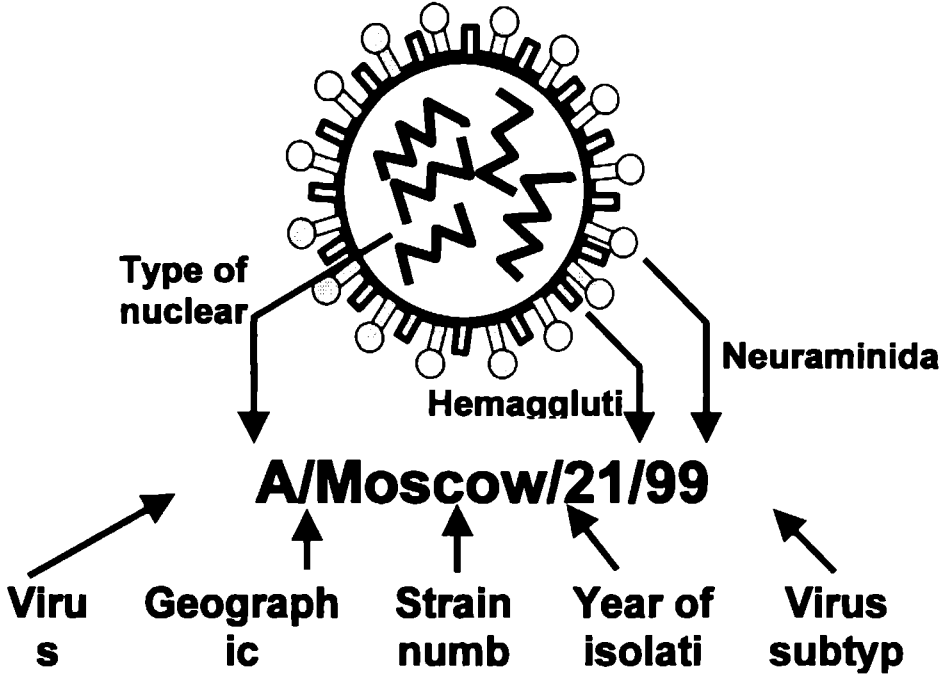 Type of
nuclear
Neuraminida
Hemaggluti
A/Moscow/21/99
Viru
s
Geograph
ic
Strain
numb
Year of
isolati
Virus
subtyp